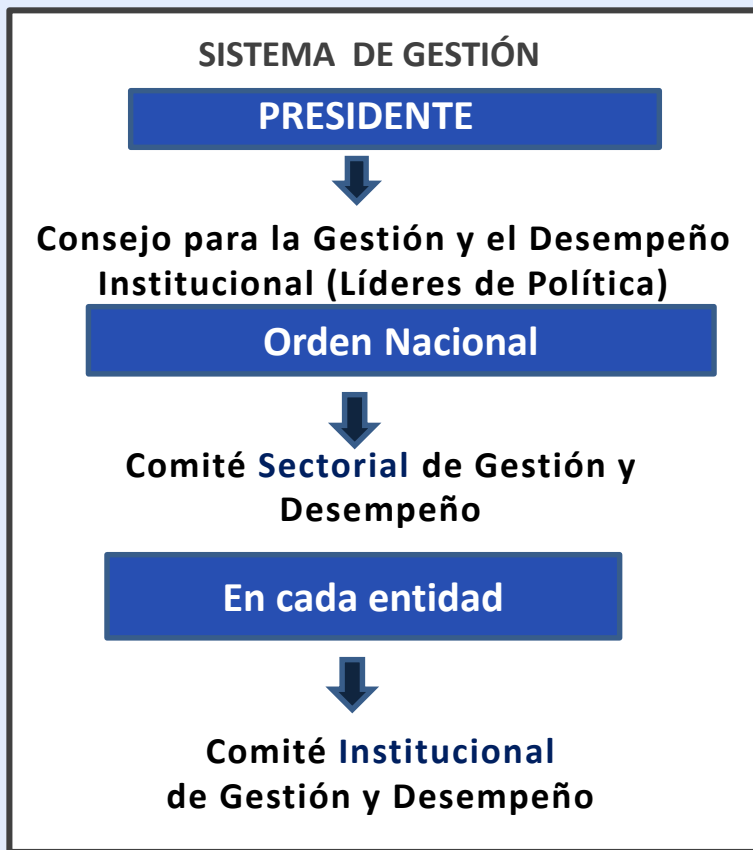 SISTEMA DE GESTIÓN
PRESIDENTE
Consejo para la Gestión y el Desempeño
Institucional (Líderes de Política)
Orden Nacional
Comité Sectorial de Gestión y
Desempeño
En cada entidad
Comité Institucional
de Gestión y Desempeño